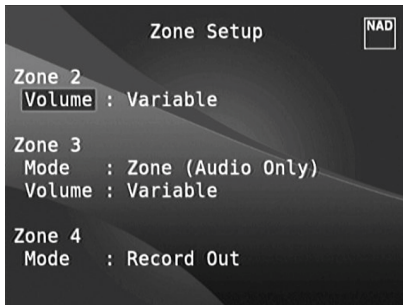 Zone Setup
NAD
Zone 2
Volume : Variable
Zone 3
Mode : Zone (Audio Only)
Volume : Variable
Zone 4
Mode : Record Out